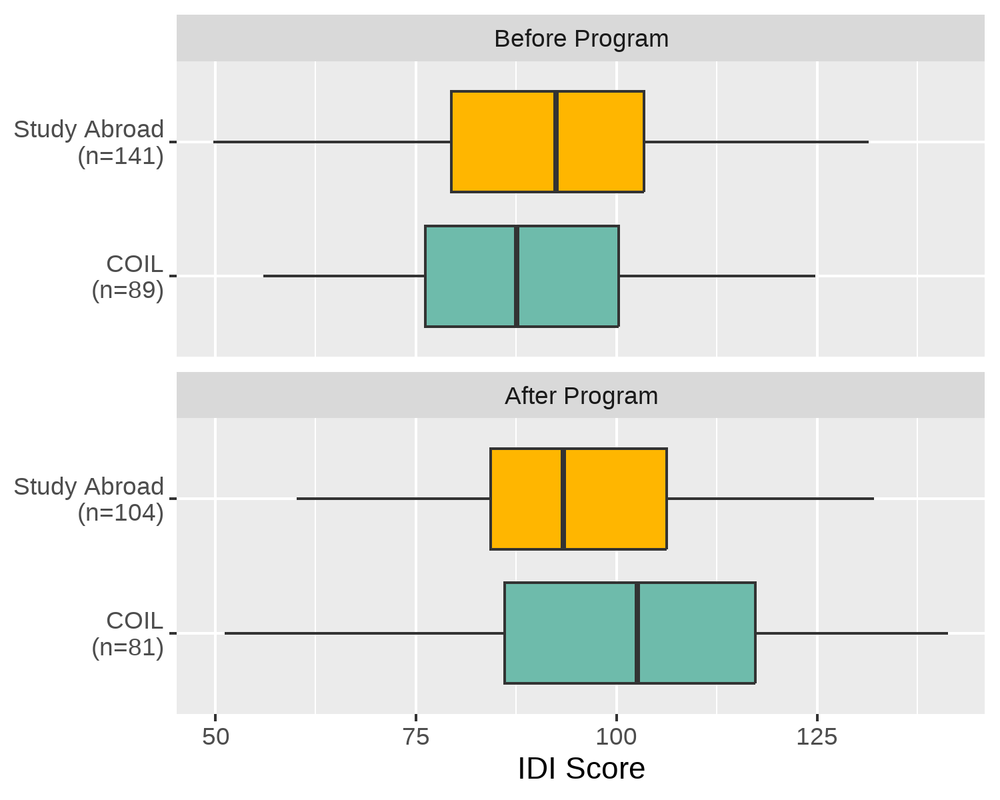 Before Program
Study Abroad
(n=141)
COIL
(n=89)
After Program
Study Abroad
(n=104)
COIL
(n=81)
50 75 100 125
IDI Score